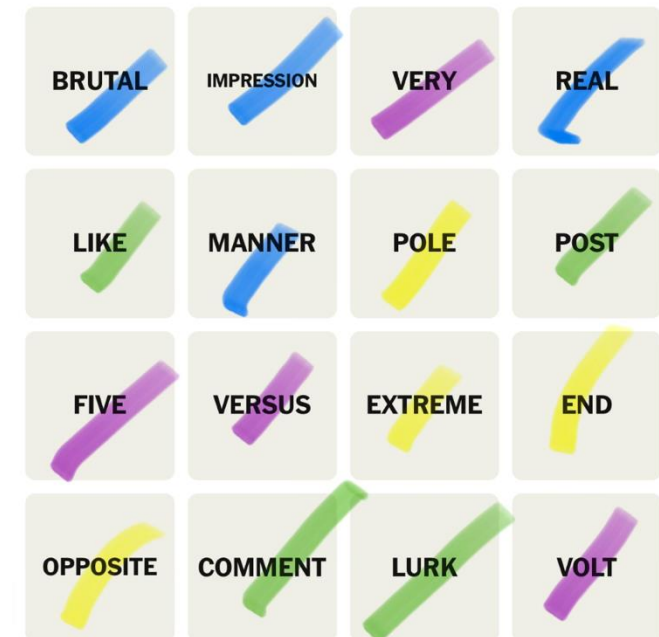 BRUTAL IMPRESSION VERY REAL
LIKE MANNER POLE POST
FIVE VERSUS EXTREME END
OPPOSITE COMMENT LURK VOLT